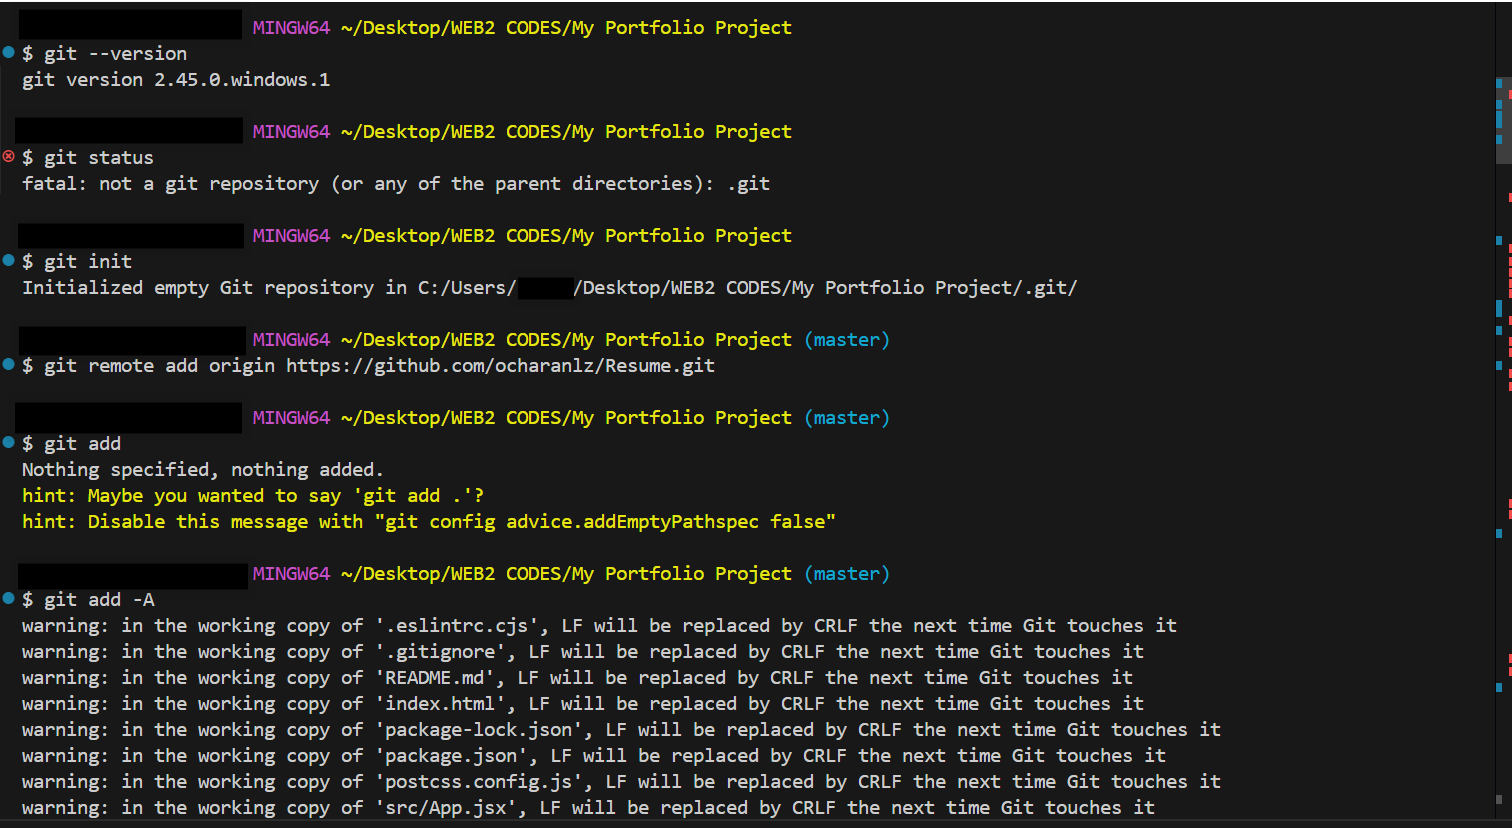 MINGW64 ~/Desktop/WEB2 CODES/My Portfolio Project
$ git --version
git version 2.45.0.windows.1
MINGW64 ~/Desktop/WEB2 CODES/My Portfolio Project
$ git status
fatal: not a git repository (or any of the parent directories): .git
MINGW64 ~/Desktop/WEB2 CODES/My Portfolio Project
$ git init
Initialized empty Git repository in C:/Users/ /Desktop/WEB2 CODES/My Portfolio Project/.git/
MINGW64 ~/Desktop/WEB2 CODES/My Portfolio Project (master)
$ git remote add origin https://github.com/ocharanlz/Resume.git
MINGW64 ~/Desktop/WEB2 CODES/My Portfolio Project (master)
$ git add
Nothing specified, nothing added.
hint: Maybe you wanted to say 'git add .'?
hint: Disable this message with "git config advice.addEmptyPathspec false"
MINGW64 ~/Desktop/WEB2 CODES/My Portfolio Project (master)
$ git add -A
warning: in the working copy of '.eslintrc.cjs', LF will be replaced by CRLF the next time Git touches it
warning: in the working copy of '.gitignore', LF will be replaced by CRLF the next time Git touches it
warning: in the working copy of 'README.md', LF will be replaced by CRLF the next time Git touches it
warning: in the working copy of 'index.html', LF will be replaced by CRLF the next time Git touches it
warning: in the working copy of 'package-lock.json', LF will be replaced by CRLF the next time Git touches it
warning: in the working copy of 'package.json', LF will be replaced by CRLF the next time Git touches it
warning: in the working copy of 'postcss.config.js', LF will be replaced by CRLF the next time Git touches it
warning: in the working copy of 'src/App.jsx', LF will be replaced by CRLF the next time Git touches it